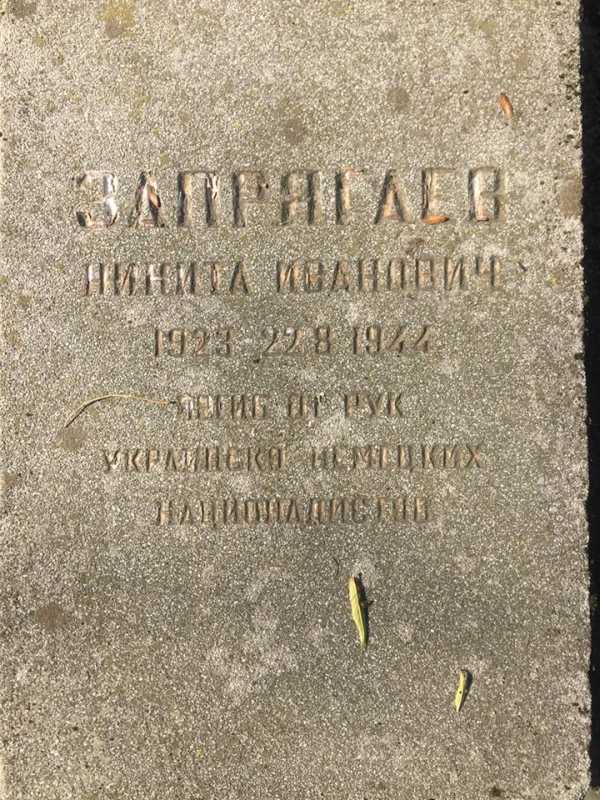 ЗАПРЯГАЕВ
НИКИТА ИВАНОВИЧ
1923 22 8 1944
ПОГИБ ОТ РУК
УКРАИНСКО НЕМЕЦКИХ
НАЦИОНАЛИСТОВ